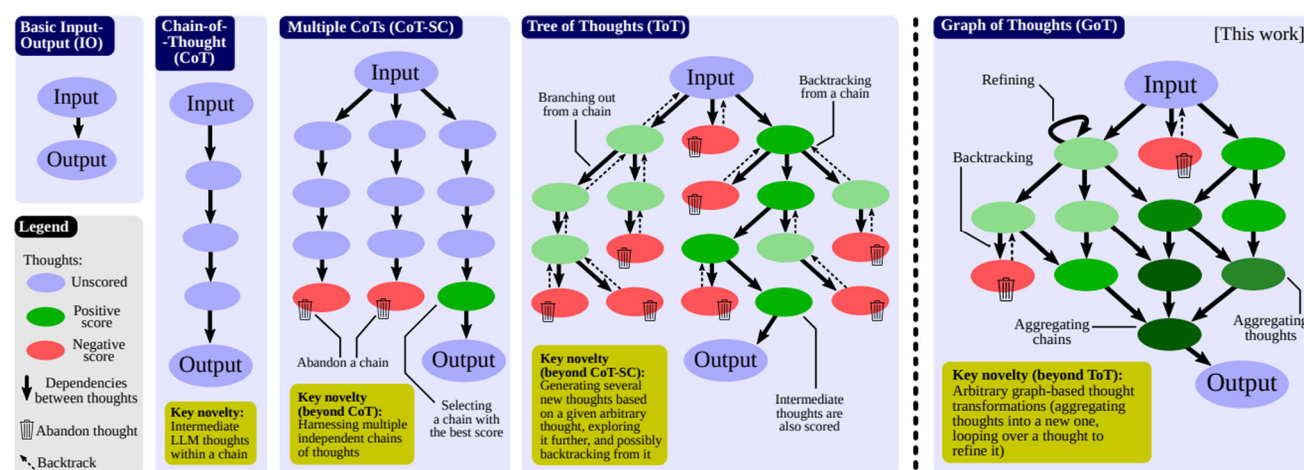 Basic Input-
Output (IO)
Input
Output
Legend
Thoughts:
Unscored
Positive
score
Negative
score
Dependencies
between thoughts
Abandon thought
Backtrack
Chain-of-
-Thought
(CoT)
Input
Output
Key novelty:
Intermediate
LLM thoughts
within a chain
Multiple CoTs (CoT-SC)
Input
Abandon a chain
Output
Key novelty
(beyond CoT):
Harnessing multiple
independent chains
of thoughts
Selecting
a chain with
the best score
Tree of Thoughts (ToT)
Input
Branching out
from a chain
Backtracking
from a chain
Output
Key novelty
(beyond CoT-SC):
Generating several
new thoughts based
on a given arbitrary
thought, exploring
it further, and possibly
backtracking from it
Intermediate
thoughts are
also scored
Graph of Thoughts (GoT)
[This work]
Refining
Input
Backtracking
Aggregating
chains
Aggregating
thoughts
Output
Key novelty (beyond ToT):
Arbitrary graph-based thought
transformations (aggregating
thoughts into a new one,
looping over a thought to
refine it)